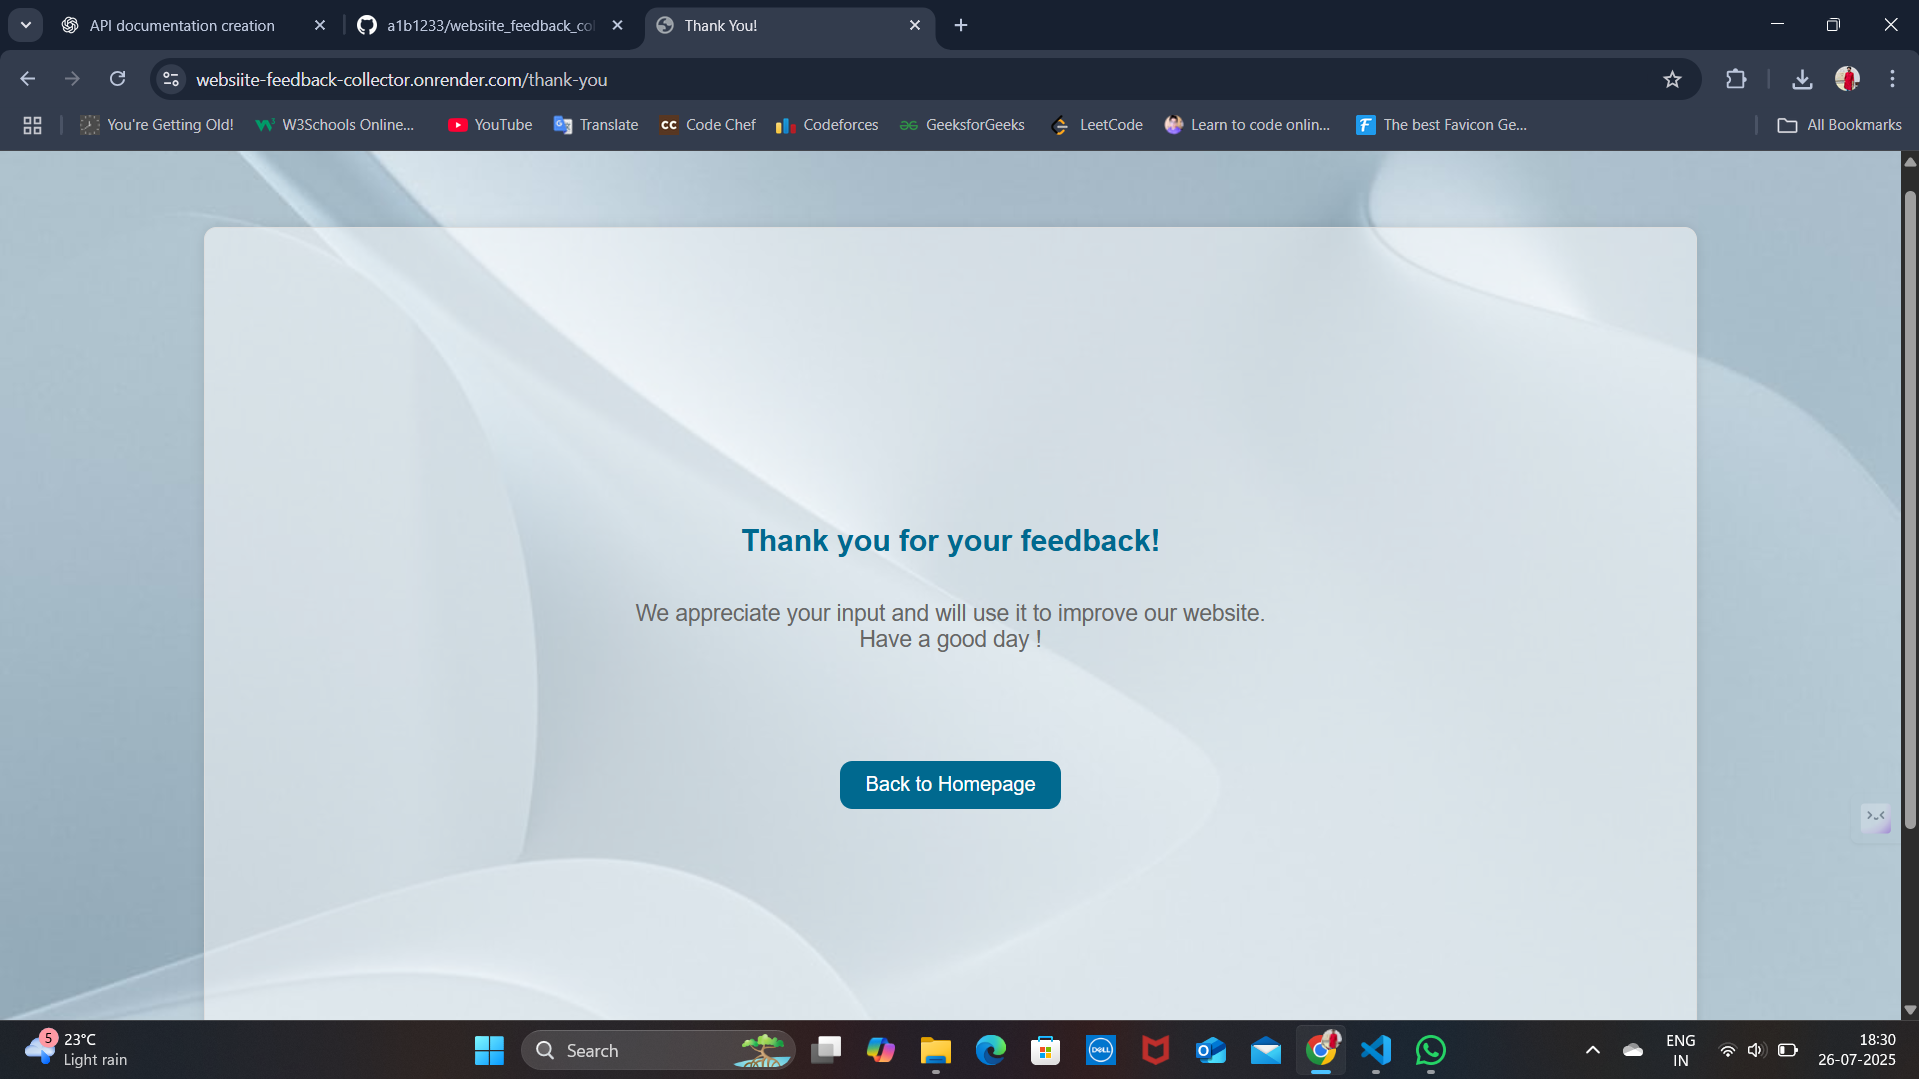 API documentation creation
a1b1233/websiite_feedback_co
Thank You!
websiite-feedback-collector.onrender.com/thank-you
You're Getting Old!
W3Schools Online...
YouTube
Translate
CC
Code Chef
Codeforces
GeeksforGeeks
LeetCode
Learn to code onlin...
F
The best Favicon Ge...
All Bookmarks
Thank you for your feedback!
We appreciate your input and will use it to improve our website.
Have a good day !
Back to Homepage
5
23°C
Light rain
Search
DELL
ENG
IN
18:30
26-07-2025